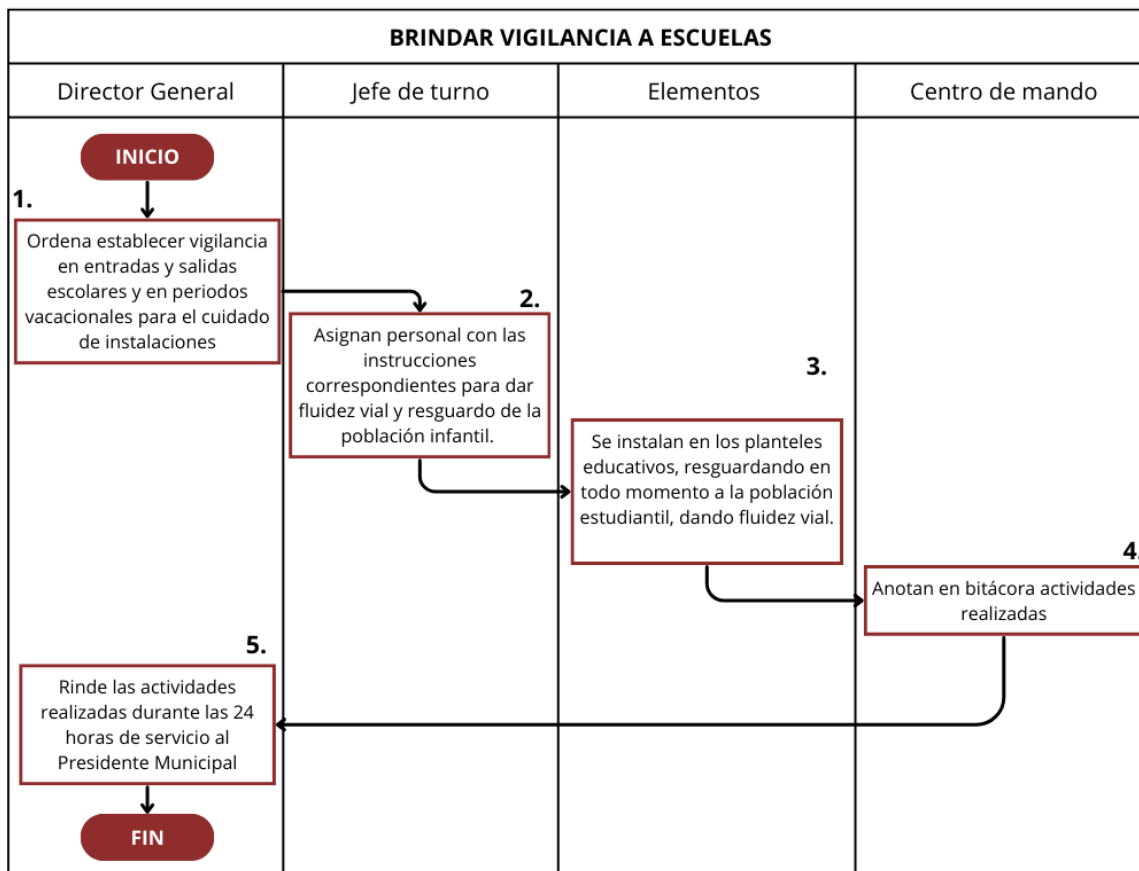 BRINDAR VIGILANCIA A ESCUELAS
Director General
Jefe de turno
Elementos
Centro de mando
INICIO
1.
Ordena establecer vigilancia
en entradas y salidas
escolares y en periodos
vacacionales para el cuidado
de instalaciones
2.
Asignan personal con las
instrucciones
correspondientes para dar
fluidez vial y resguardo de la
población infantil.
3.
Se instalan en los planteles
educativos, resguardando en
todo momento a la población
estudiantil, dando fluidez vial.
4.
Anotan en bitácora actividades
realizadas
5.
Rinde las actividades
realizadas durante las 24
horas de servicio al
Presidente Municipal
FIN